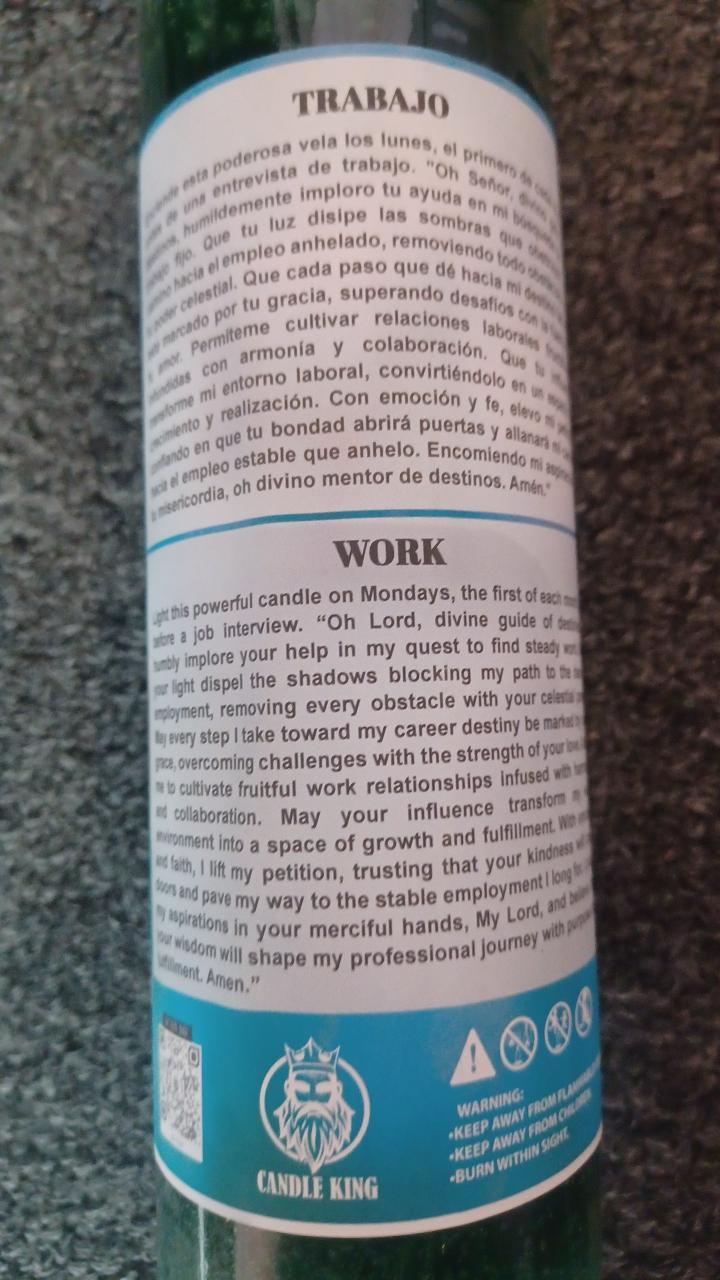 TRABAJO
esta poderosa vela los lunes, el primero de
de una entrevista de trabajo. "Oh Señor,
humildemente imploro tu ayuda en mi
fijo. Que tu luz disipe las sombras que
hacia el empleo anhelado, removiendo todo
poder celestial. Que cada paso que dé hacia mi
marcado por tu gracia, superando desafíos con
amor. Permíteme cultivar relaciones laborales
con armonía y colaboración. Que tu
mi entorno laboral, convirtiéndolo en un
y realización. Con emoción y fe, elevo mi
en que tu bondad abrirá puertas y allanará mi
hacia el empleo estable que anhelo. Encomiendo mi
misericordia, oh divino mentor de destinos. Amén."
WORK
Light this powerful candle on Mondays, the first of each
before a job interview. “Oh Lord, divine guide of
humbly implore your help in my quest to find steady
your light dispel the shadows blocking my path to the
employment, removing every obstacle with your celestial
May every step I take toward my career destiny be marked
grace, overcoming challenges with the strength of your love.
me to cultivate fruitful work relationships infused with
and collaboration. May your influence transform
environment into a space of growth and fulfillment. With
and faith, I lift my petition, trusting that your kindness
doors and pave my way to the stable employment I long for.
my aspirations in your merciful hands, My Lord, and
your wisdom will shape my professional journey with
fulfillment. Amen.”
CANDLE KING
WARNING:
•KEEP AWAY FROM
•KEEP AWAY FROM CHILDREN.
•BURN WITHIN SIGHT.